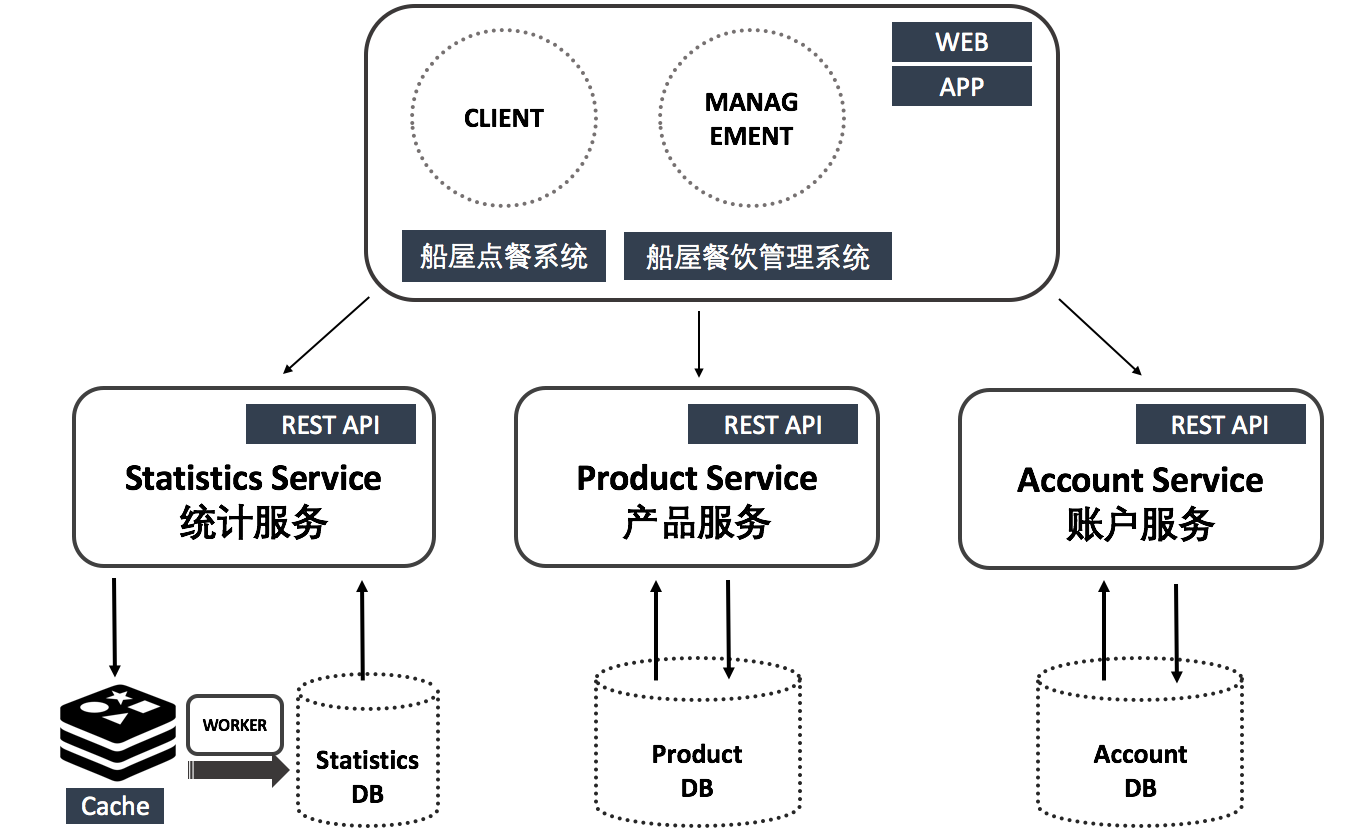 WEB
APP
CLIENT
MANAG
EMENT
船屋点餐系统
船屋餐饮管理系统
REST API
Statistics Service
统计服务
REST API
Product Service
产品服务
REST API
Account Service
账户服务
WORKER
Cache
Statistics
DB
Product
DB
Account
DB